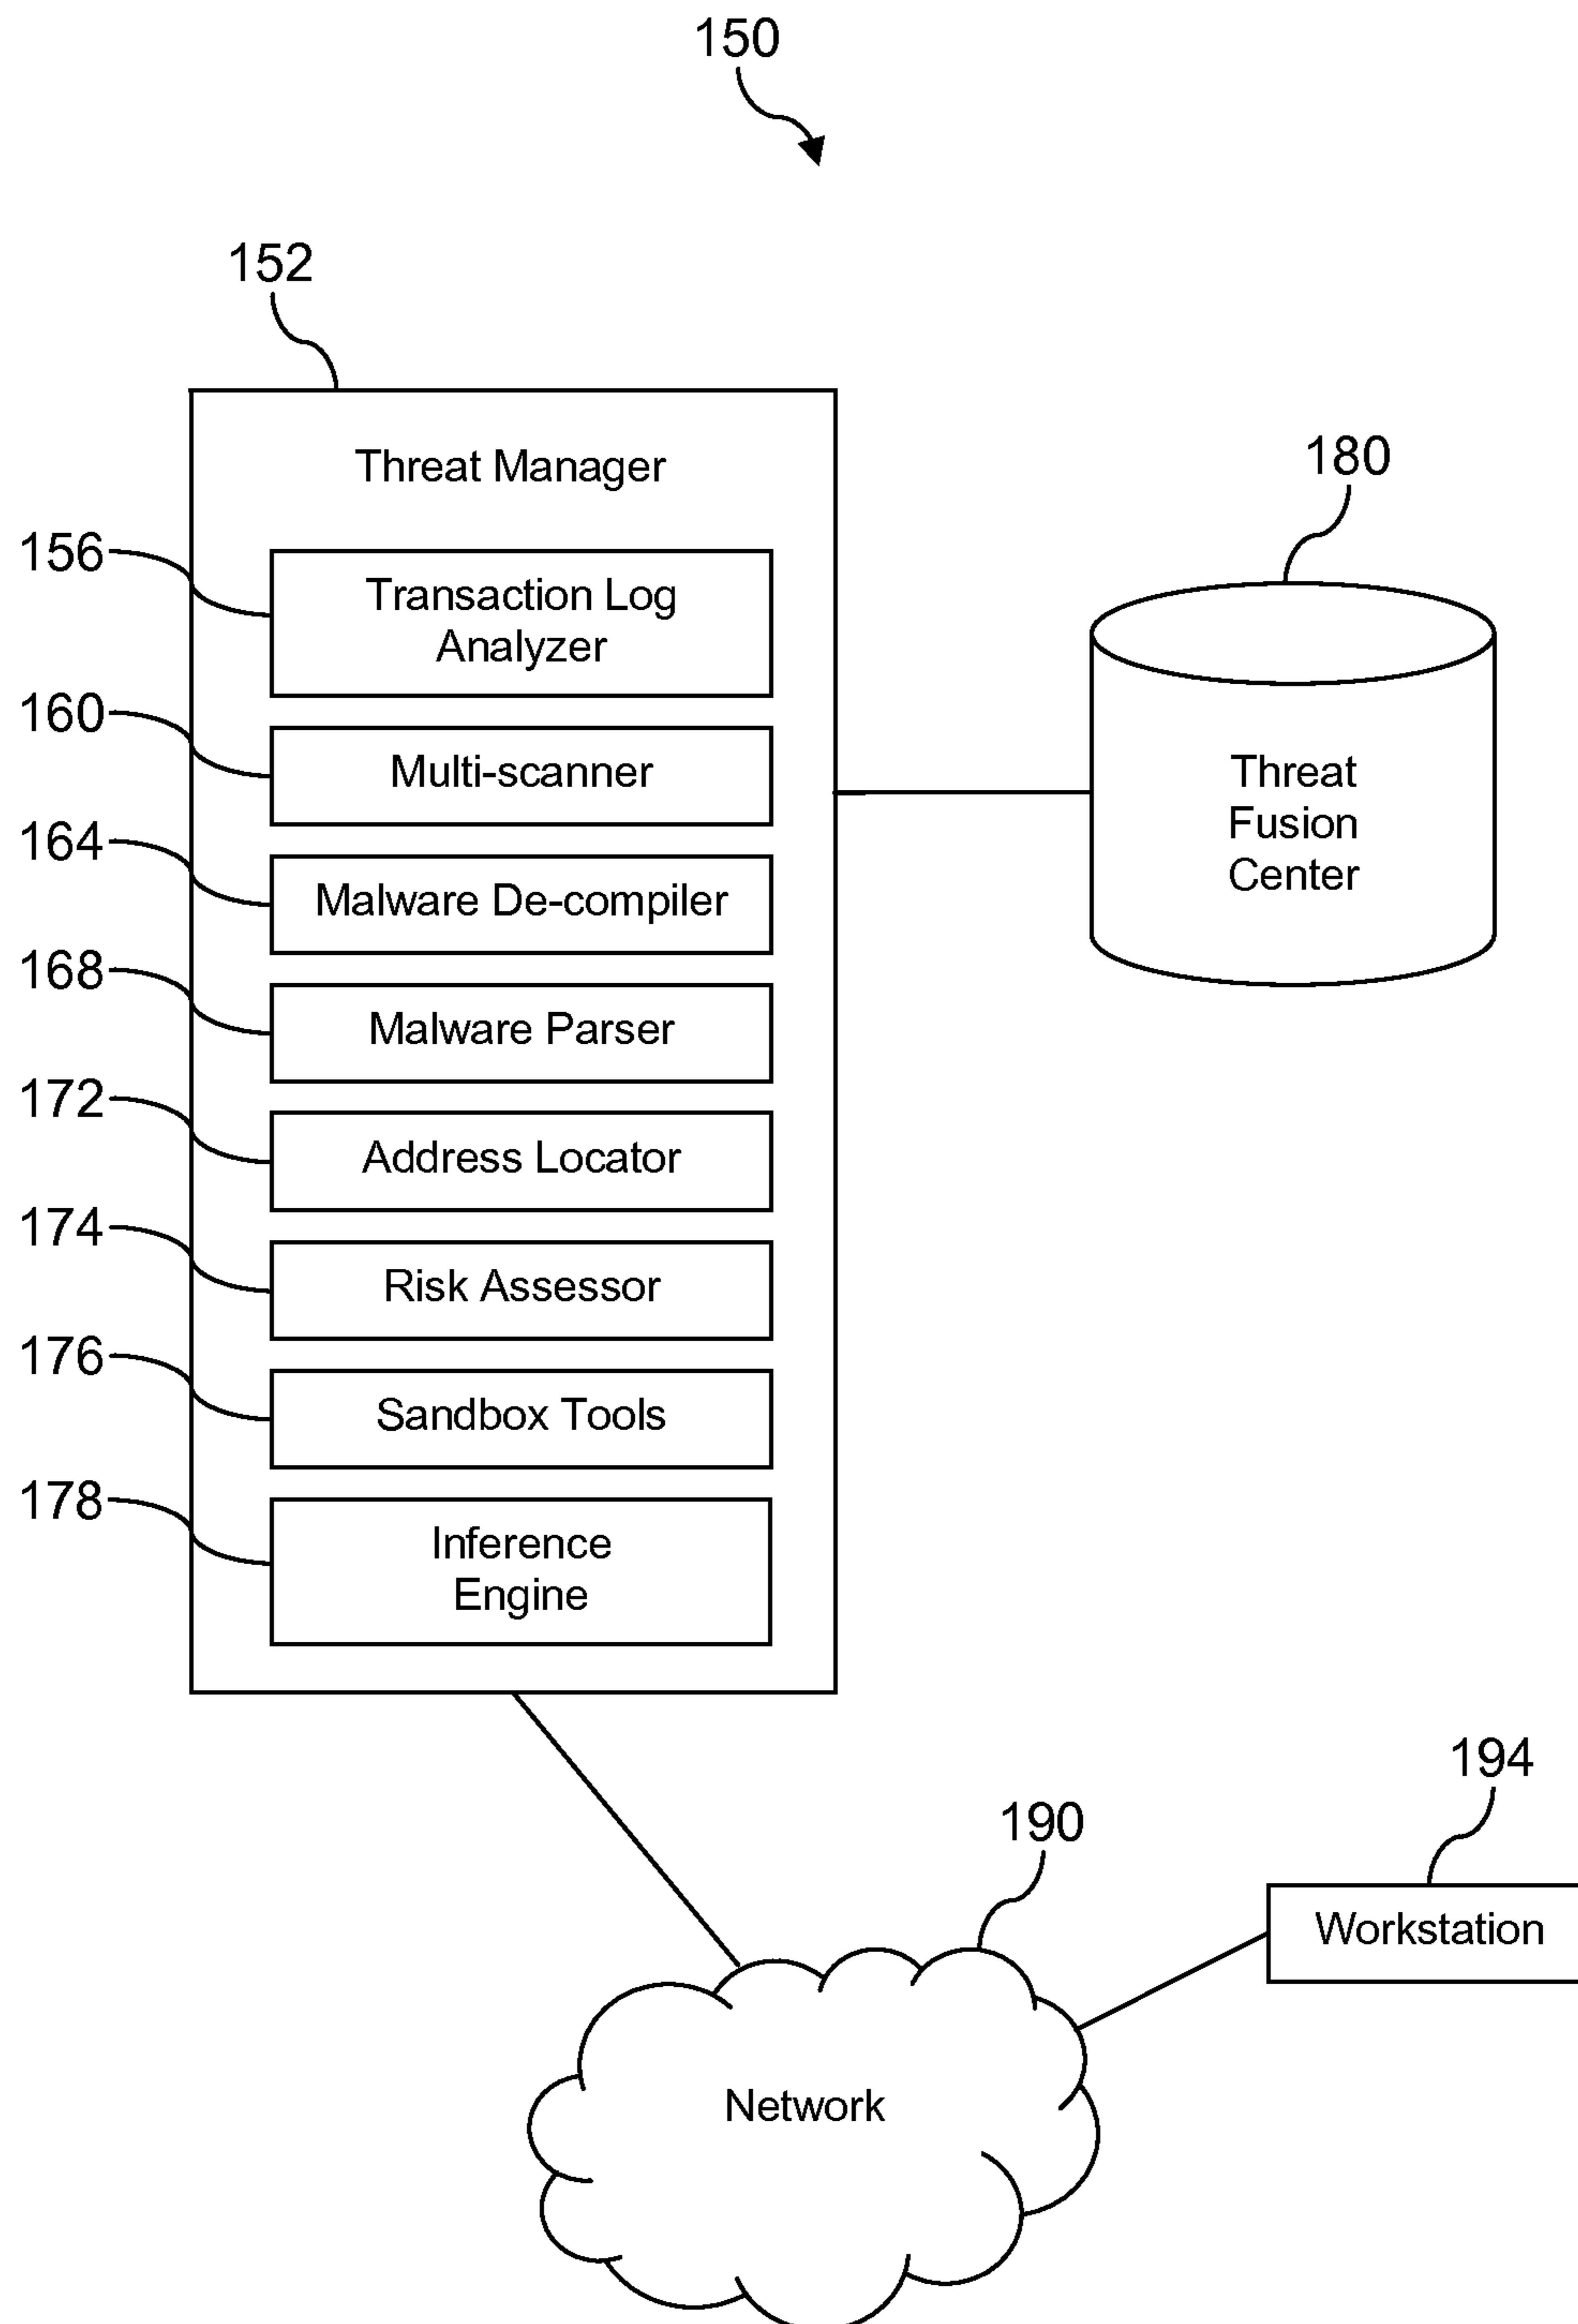 150
152
Threat Manager
180
156
Transaction Log
Analyzer
160
Multi-scanner
Threat
Fusion
Center
164
Malware De-compiler
168
Malware Parser
172
Address Locator
174
Risk Assessor
176
Sandbox Tools
178
Inference
Engine
194
190
Workstation
Network